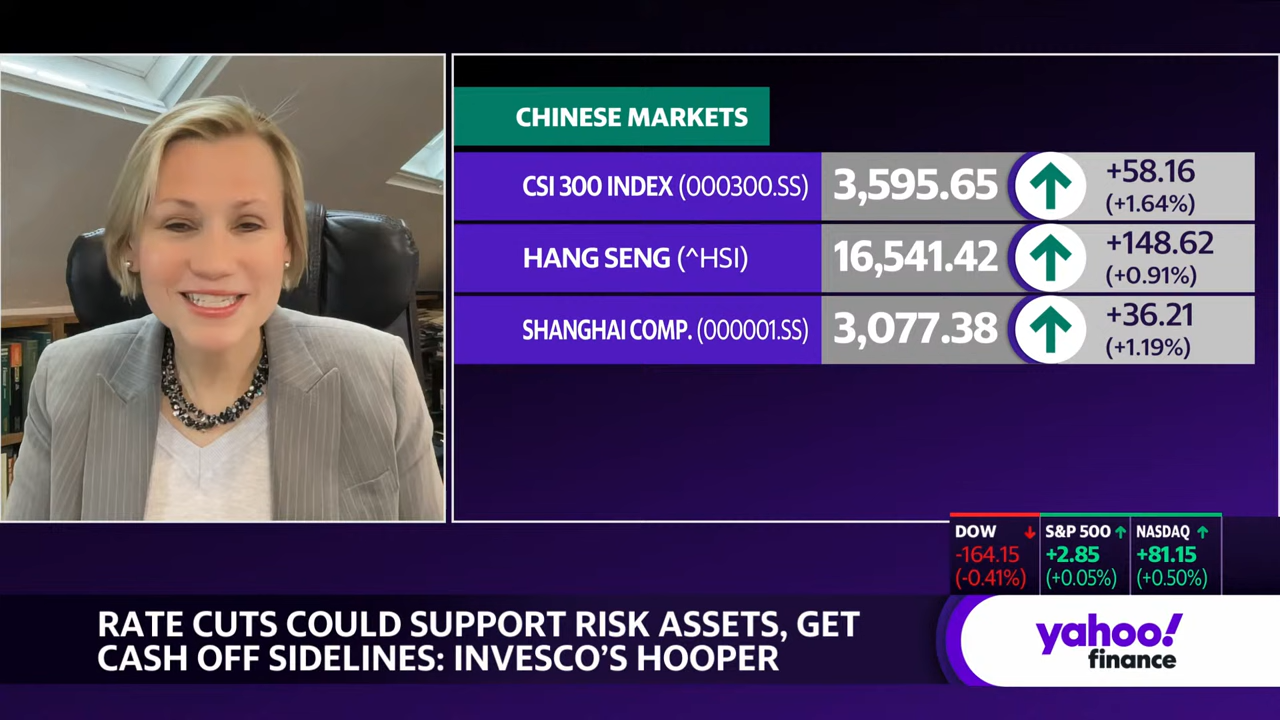 CHINESE MARKETS
CSI 300 INDEX (000300.SS) 3,595.65 +58.16
(+1.64%)
HANG SENG (^HSI) 16,541.42 +148.62
(+0.91%)
SHANGHAI COMP. (000001.SS) 3,077.38 +36.21
(+1.19%)
DOW S&P 500 NASDAQ
-164.15 +2.85 +81.15
(-0.41%) (+0.05%) (+0.50%)
RATE CUTS COULD SUPPORT RISK ASSETS, GET
CASH OFF SIDELINES: INVESCO'S HOOPER
yahoo!
finance